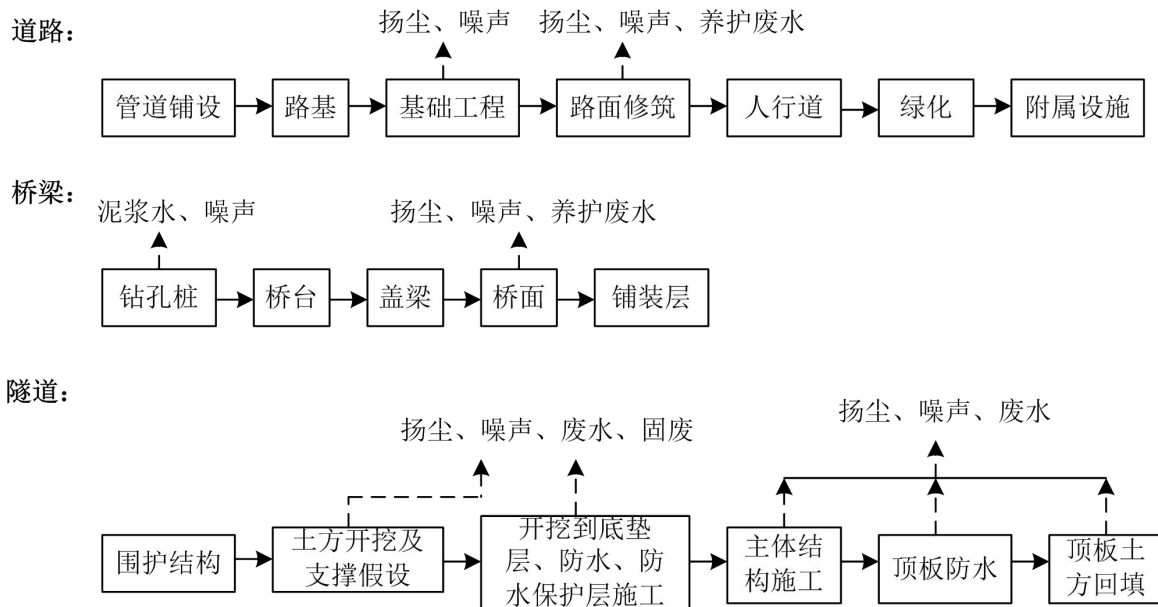 道路：
扬尘、噪声
扬尘、噪声、养护废水
管道铺设
路基
基础工程
路面修筑
人行道
绿化
附属设施
桥梁：
泥浆水、噪声
扬尘、噪声、养护废水
钻孔桩
桥台
盖梁
桥面
铺装层
隧道：
扬尘、噪声、废水、固废
扬尘、噪声、废水
围护结构
土方开挖及
支撑假设
开挖到底垫
层、防水、防
水保护层施工
主体结
构施工
顶板防水
顶板土
方回填